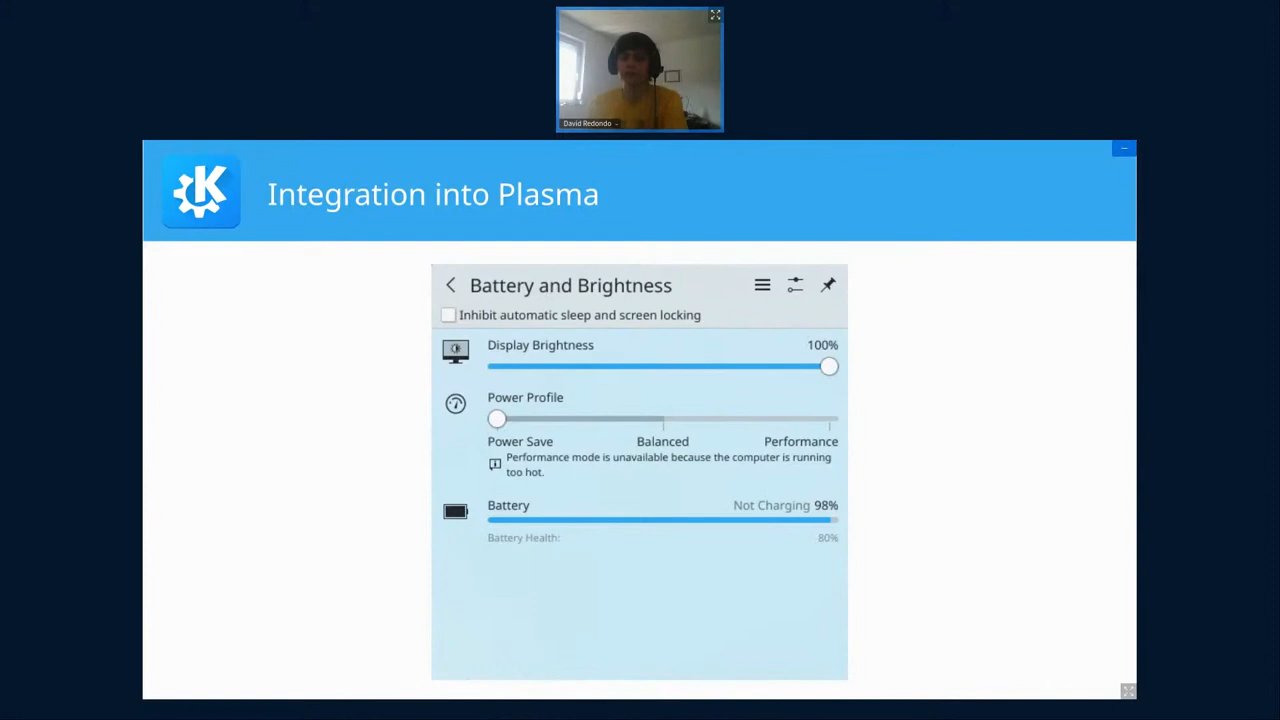 David Redondo
Integration into Plasma
Battery and Brightness
Inhibit automatic sleep and screen locking
Display Brightness 100%
Power Profile
Power Save Balanced Performance
Performance mode is unavailable because the computer is running
too hot.
Battery Not Charging 98%
Battery Health: 80%